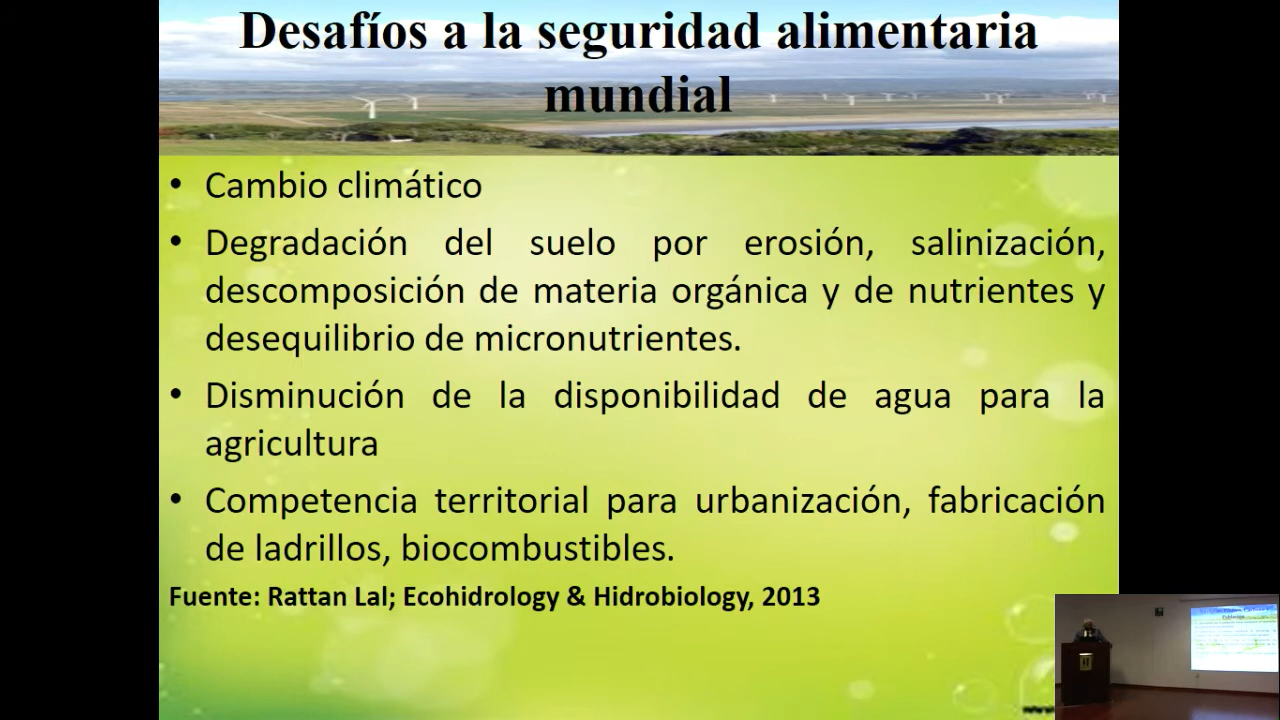 Desafíos a la seguridad alimentaria
mundial
• Cambio climático
• Degradación del suelo por erosión, salinización,
descomposición de materia orgánica y de nutrientes y
desequilibrio de micronutrientes.
• Disminución de la disponibilidad de agua para la
agricultura
• Competencia territorial para urbanización, fabricación
de ladrillos, biocombustibles.
Fuente: Rattan Lal; Ecohidrology & Hidrobiology, 2013